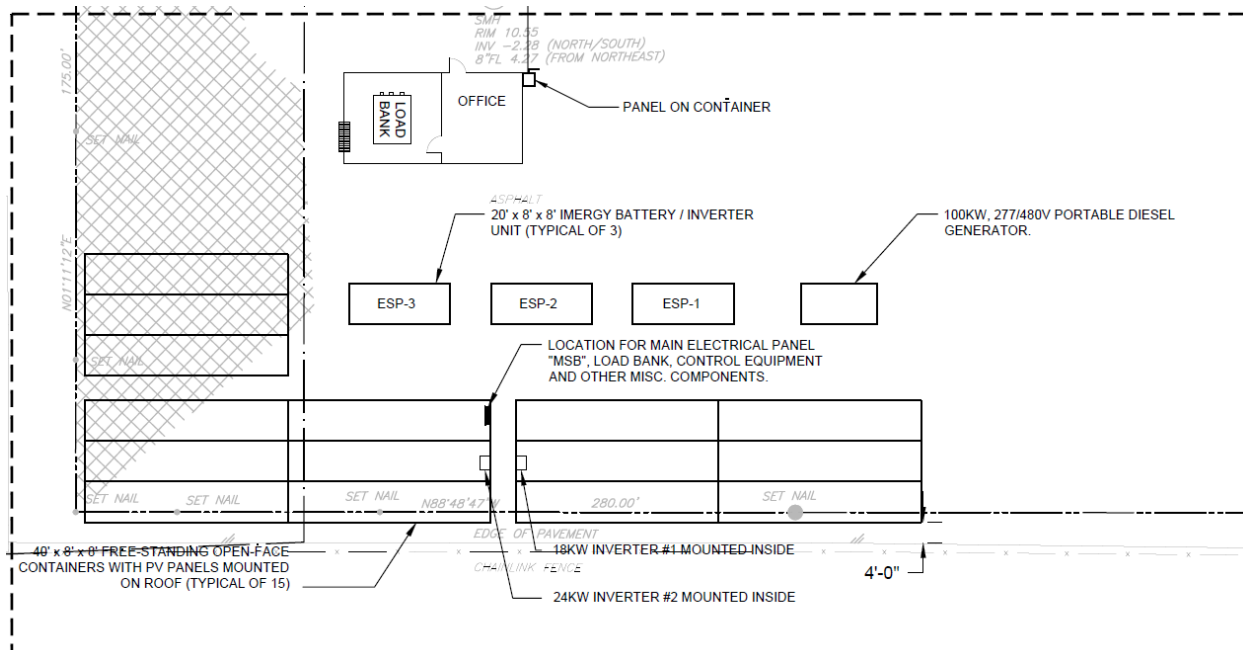 SMH
RIM 10.55
INV -2.28 (NORTH/SOUTH)
8"FL 4.27 (FROM NORTHEAST)
175.00'
SET NAIL
LOAD
BANK
OFFICE
PANEL ON CONTAINER
ASPHALT
20' x 8' x 8' IMERGY BATTERY / INVERTER
UNIT (TYPICAL OF 3)
100KW, 277/480V PORTABLE DIESEL
GENERATOR.
N01°11'12"E
ESP-3
ESP-2
ESP-1
SET NAIL
LOCATION FOR MAIN ELECTRICAL PANEL
"MSB", LOAD BANK, CONTROL EQUIPMENT
AND OTHER MISC. COMPONENTS.
SET NAIL
SET NAIL
SET NAIL
N88°48'47"W
280.00'
SET NAIL
EDGE OF PAVEMENT
40' x 8' x 8' FREE-STANDING OPEN-FACE
CONTAINERS WITH PV PANELS MOUNTED
ON ROOF (TYPICAL OF 15)
18KW INVERTER #1 MOUNTED INSIDE
CHAINLINK FENCE
24KW INVERTER #2 MOUNTED INSIDE
4'-0"